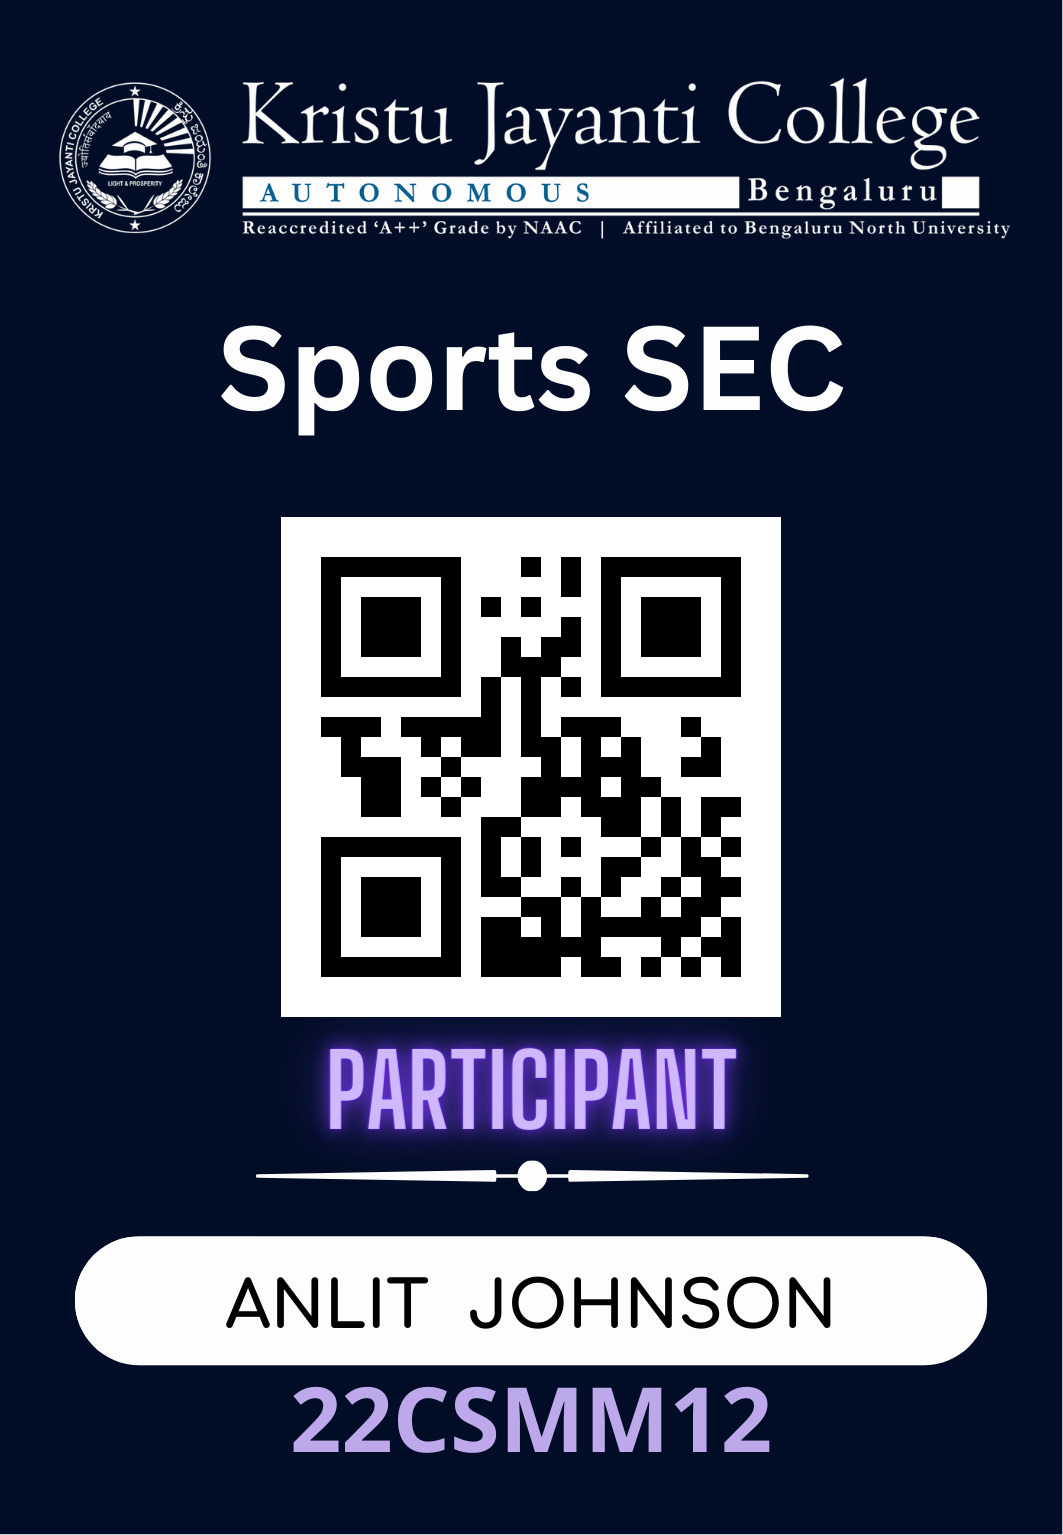 KRISTU JAYANTI COLLEGE
ಕ್ರಿಸ್ತು ಜಯಂತಿ ಕಾಲೇಜು
LIGHT & PROSPERITY
Kristu Jayanti College
AUTONOMOUS Bengaluru
Reaccredited ‘A++’ Grade by NAAC | Affiliated to Bengaluru North University
Sports SEC
PARTICIPANT
ANLIT JOHNSON
22CSMM12